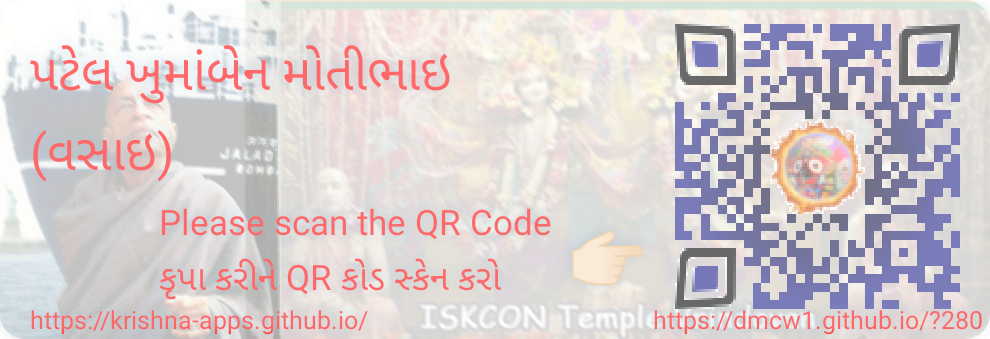 પટેલ ખુમાંબેન મોતીભાઇ
(વસાઇ)
JALAD
Please scan the QR Code
કૃપા કરીને QR કોડ સ્કેન કરો
ISKCON Temple
https://krishna-apps.github.io/
https://dmcw1.github.io/?280